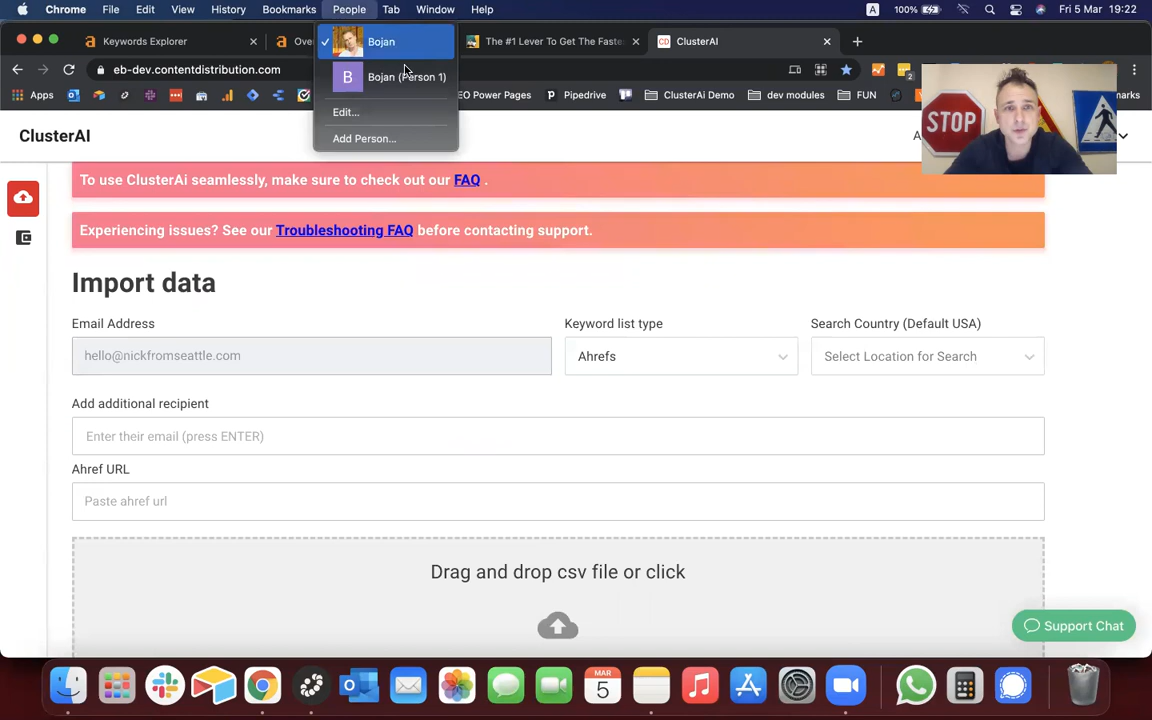 Chrome File Edit View History Bookmarks People Tab Window Help A 100% Fri 5 Mar 19:22
Keywords Explorer
Ove
The #1 Lever To Get The Faste
CD ClusterAI
Bojan
B Bojan (Person 1)
Edit...
Add Person...
eb-dev.contentdistribution.com
2
Apps
EO Power Pages
Pipedrive
ClusterAi Demo
dev modules
FUN
marks
STOP
ClusterAI
A
To use ClusterAi seamlessly, make sure to check out our FAQ .
Experiencing issues? See our Troubleshooting FAQ before contacting support.
Import data
Email Address
Keyword list type
Search Country (Default USA)
hello@nickfromseattle.com
Ahrefs
Select Location for Search
Add additional recipient
Enter their email (press ENTER)
Ahref URL
Paste ahref url
Drag and drop csv file or click
Support Chat
MAR
5